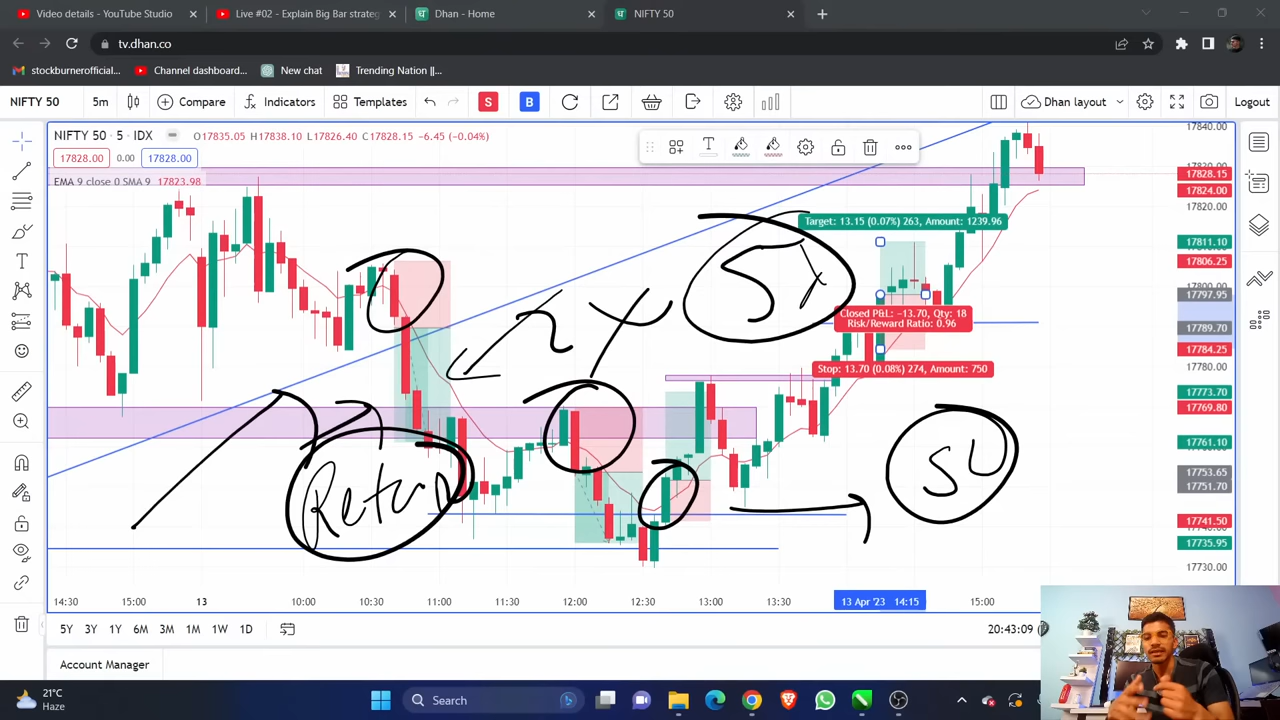 Video details - YouTube Studio
Live #02 - Explain Big Bar strateg
Dhan - Home
NIFTY 50
tv.dhan.co
stockburnerofficial...
Channel dashboard...
New chat
Trending Nation ||...
NIFTY 50
5m
Compare
Indicators
Templates
S
B
Dhan layout
Logout
NIFTY 50 · 5 · IDX
O17835.05 H17838.10 L17826.40 C17828.15 −6.45 (−0.04%)
17828.00 0.00 17828.00
EMA 9 close 0 SMA 9 17823.98
Target: 13.15 (0.07%) 263, Amount: 1239.96
Closed P&L: −13.70, Qty: 18
Risk/Reward Ratio: 0.96
Stop: 13.70 (0.08%) 274, Amount: 750
5x
2x
Return
SL
17840.00
17828.15
17824.00
17820.00
17811.10
17806.25
17797.95
17789.70
17784.25
17780.00
17773.70
17769.80
17761.10
17753.65
17751.70
17741.50
17735.95
17730.00
14:30 15:00 13 10:00 10:30 11:00 11:30 12:00 12:30 13:00 13:30 13 Apr '23 14:15 15:00
5Y 3Y 1Y 6M 3M 1M 1W 1D
20:43:09
Account Manager
21°C
Haze
Search